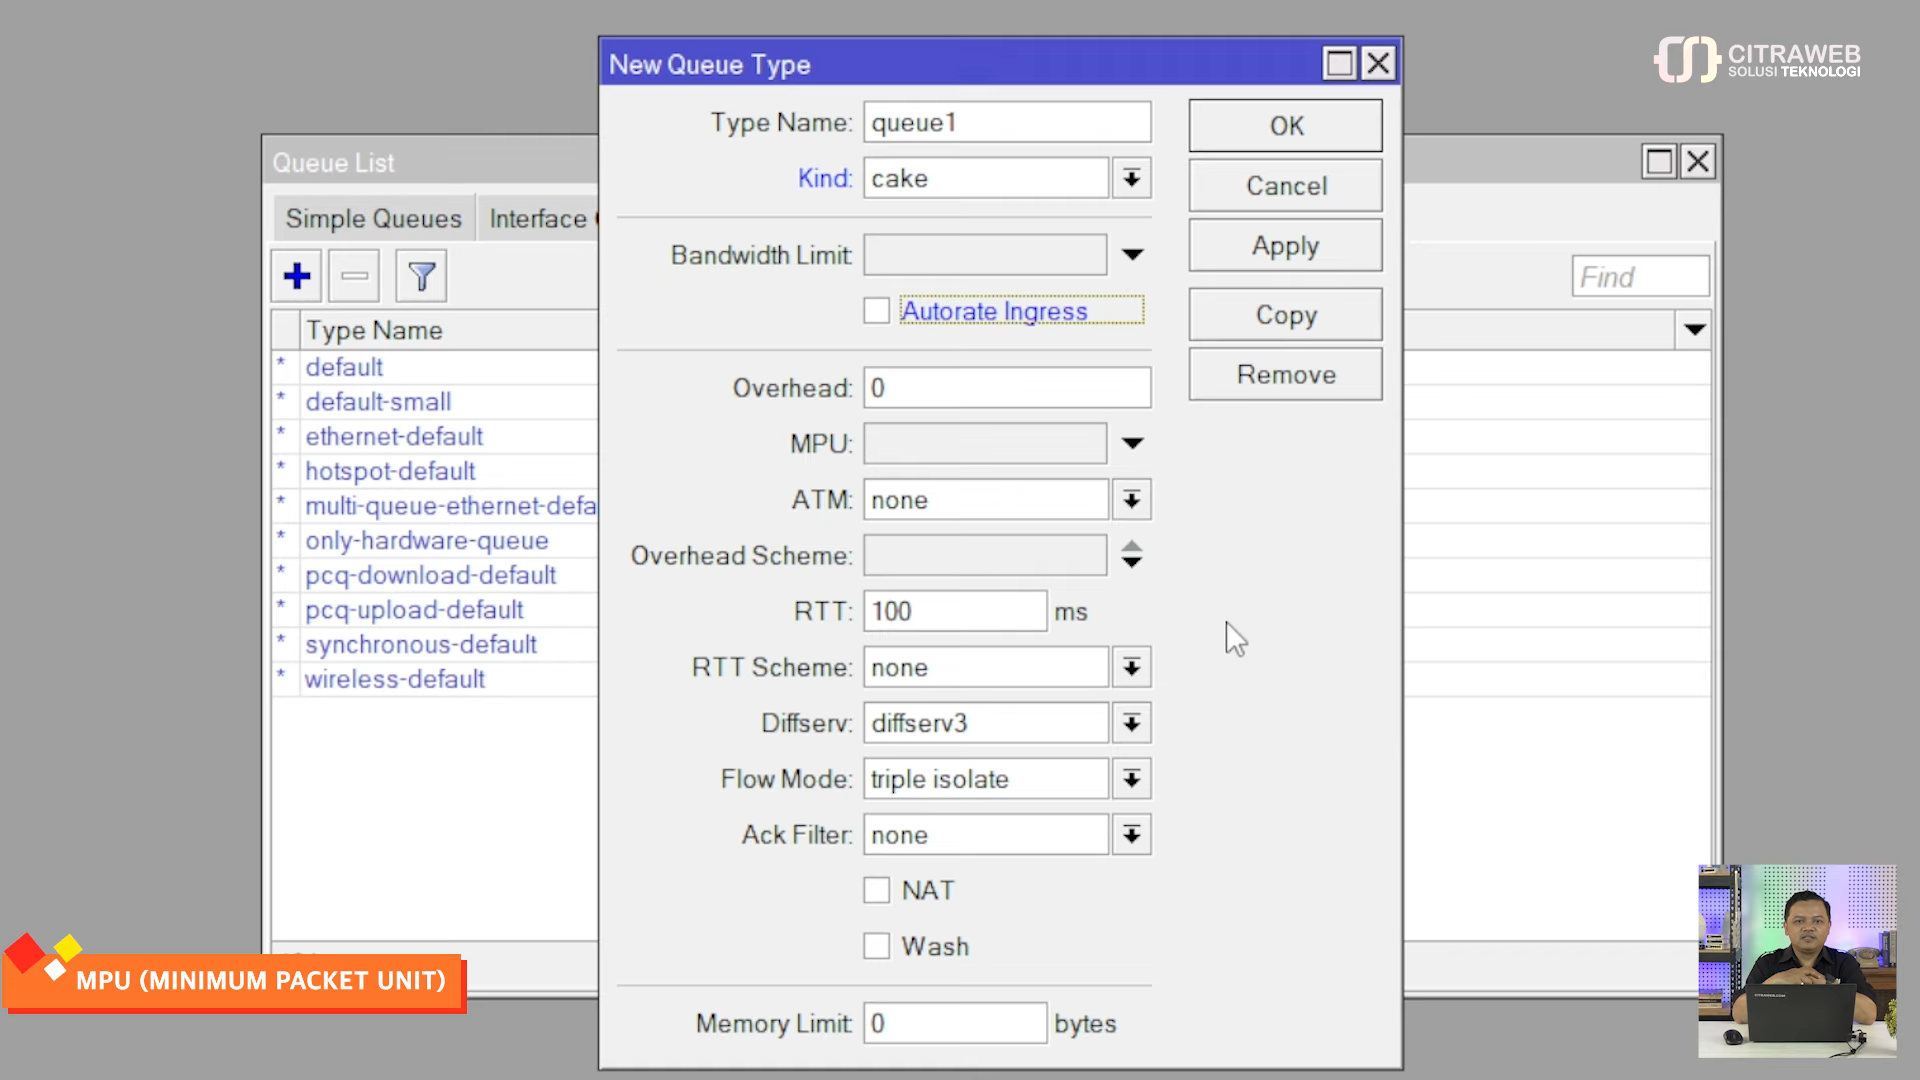 CITRAWEB
SOLUSI TEKNOLOGI
New Queue Type
Type Name: queue1
OK
Kind: cake
Cancel
Queue List
Simple Queues
Interface
Bandwidth Limit:
Apply
Find
Autorate Ingress
Copy
Type Name
Remove
* default
* default-small
* ethernet-default
* hotspot-default
* multi-queue-ethernet-defa
* only-hardware-queue
* pcq-download-default
* pcq-upload-default
* synchronous-default
* wireless-default
Overhead: 0
MPU:
ATM: none
Overhead Scheme:
RTT: 100 ms
RTT Scheme: none
Diffserv: diffserv3
Flow Mode: triple isolate
Ack Filter: none
NAT
Wash
Memory Limit: 0 bytes
MPU (MINIMUM PACKET UNIT)